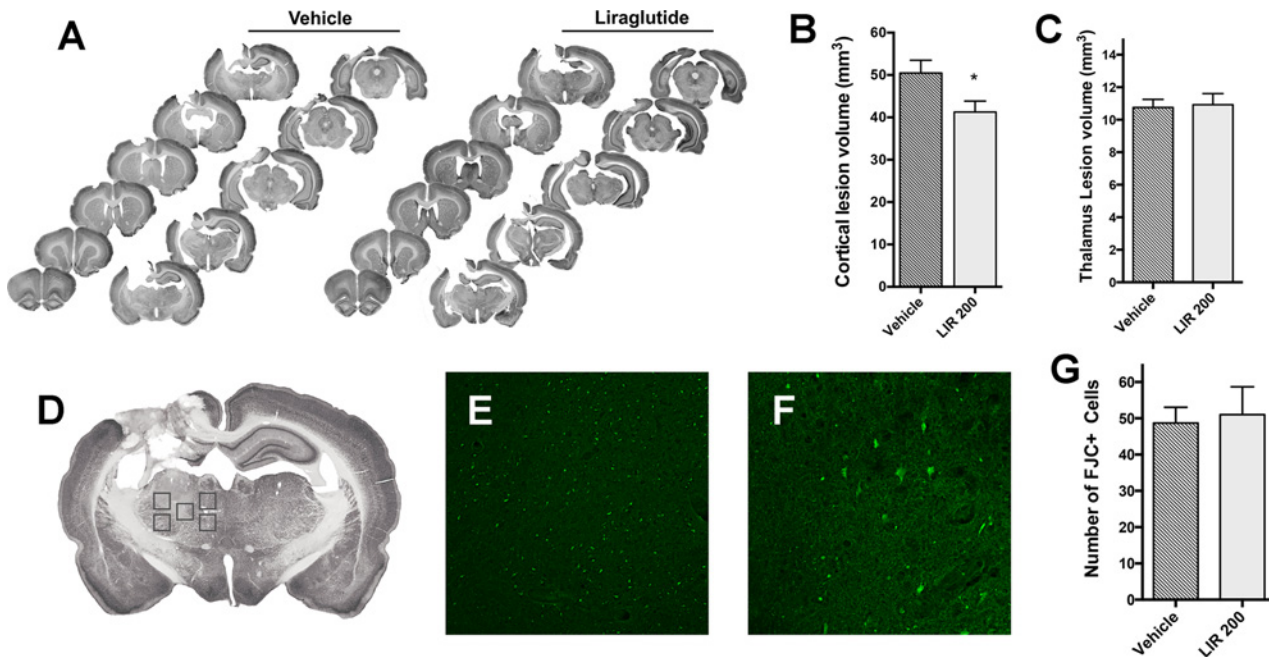 A
Vehicle
Liraglutide
B
Cortical lesion volume (mm³)
60
50
40
30
20
10
0
*
Vehicle
LIR 200
C
Thalamus Lesion volume (mm³)
12
10
8
6
4
2
0
Vehicle
LIR 200
D
E
F
G
Number of FJC+ Cells
60
50
40
30
20
10
0
Vehicle
LIR 200